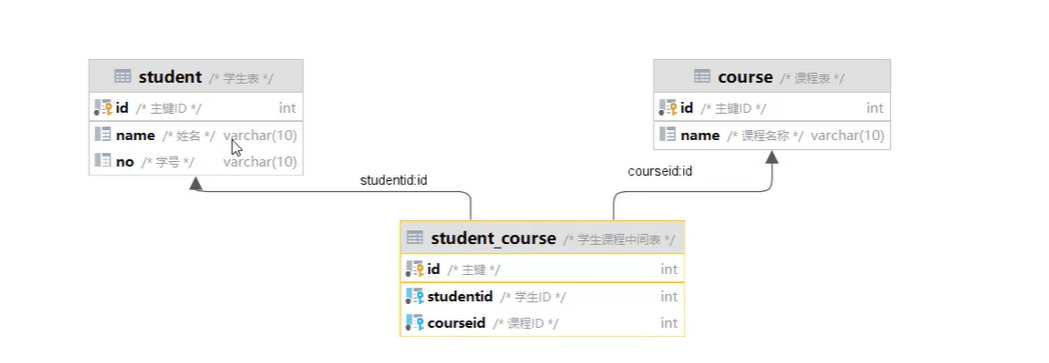 student /* 学生表 */
id /* 主键ID */ int
name /* 姓名 */ varchar(10)
no /* 学号 */ varchar(10)
course /* 课程表 */
id /* 主键ID */ int
name /* 课程名称 */ varchar(10)
studentid:id
courseid:id
student_course /* 学生课程中间表 */
id /* 主键 */ int
studentid /* 学生ID */ int
courseid /* 课程ID */ int